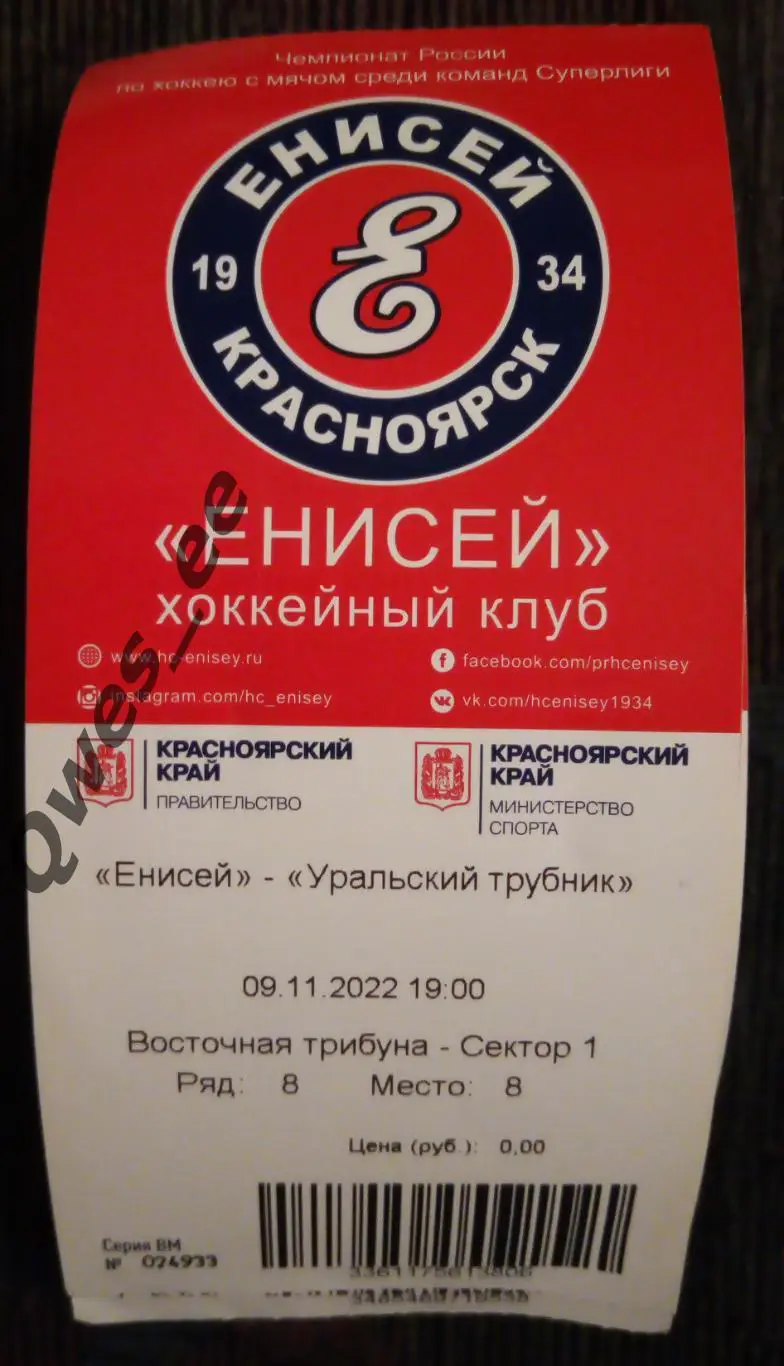 Чемпионат России
по хоккею с мячом среди команд Суперлиги
ЕНИСЕЙ
19 Е 34
КРАСНОЯРСК
«ЕНИСЕЙ»
хоккейный клуб
www.hc-enisey.ru
facebook.com/prhcenisey
instagram.com/hc_enisey
vk.com/hcenisey1934
КРАСНОЯРСКИЙ
КРАЙ
ПРАВИТЕЛЬСТВО
КРАСНОЯРСКИЙ
КРАЙ
МИНИСТЕРСТВО
СПОРТА
«Енисей» - «Уральский трубник»
09.11.2022 19:00
Восточная трибуна - Сектор 1
Ряд: 8 Место: 8
Цена (руб.): 0,00
Серия ВМ
№ 024933
Qwes_ee